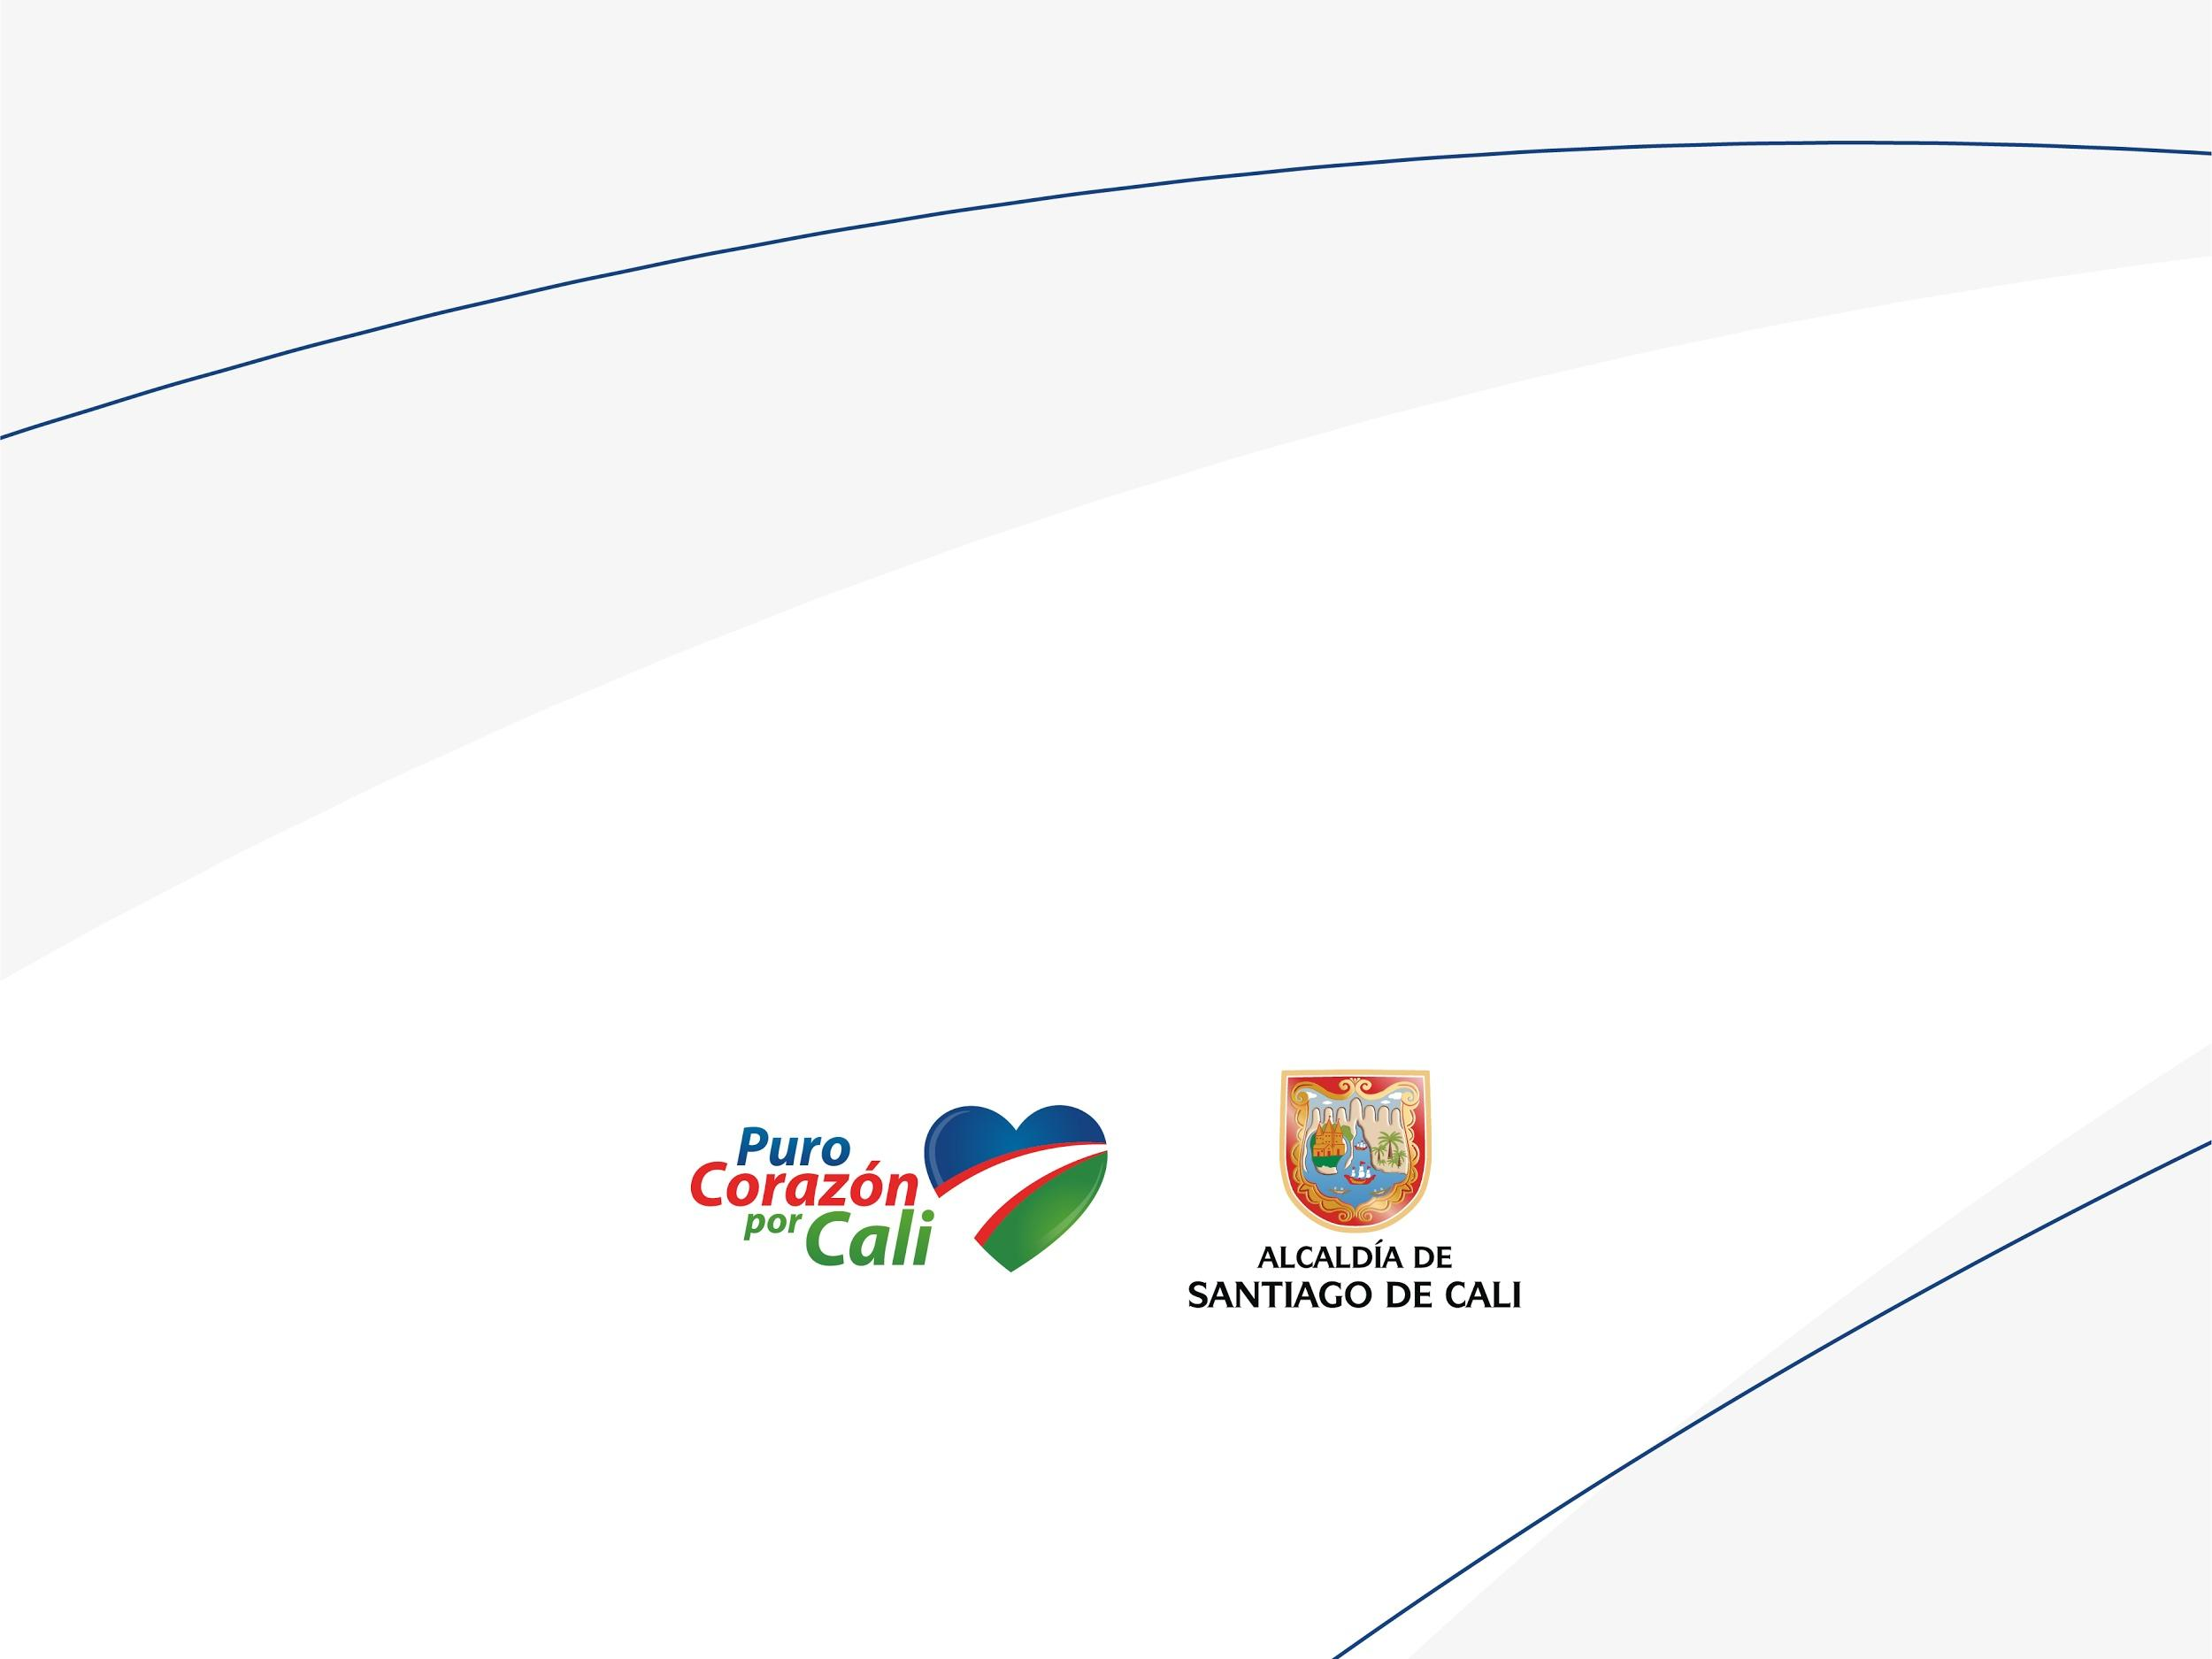 Puro
Corazón
por Cali
ALCALDÍA DE
SANTIAGO DE CALI